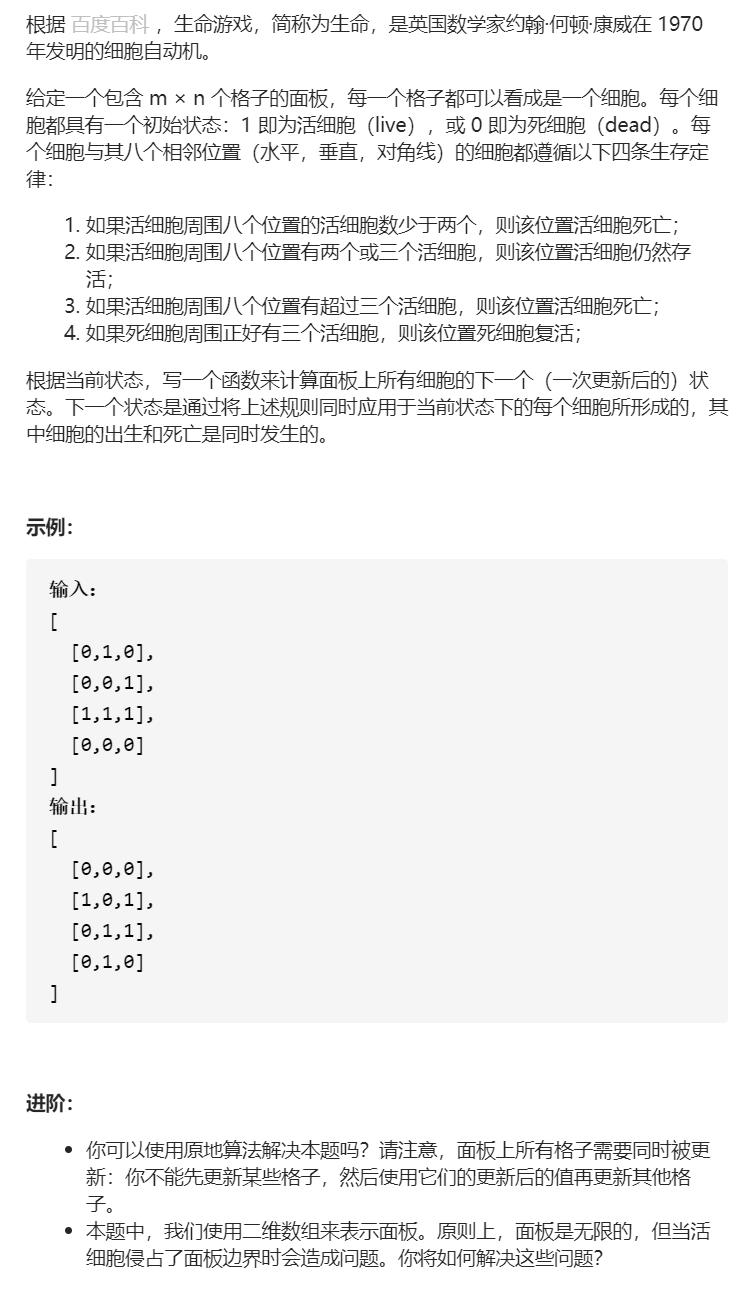 根据 百度百科 ，生命游戏，简称为生命，是英国数学家约翰·何顿·康威在 1970
年发明的细胞自动机。
给定一个包含 m × n 个格子的面板，每一个格子都可以看成是一个细胞。每个细
胞都具有一个初始状态：1 即为活细胞（live），或 0 即为死细胞（dead）。每
个细胞与其八个相邻位置（水平，垂直，对角线）的细胞都遵循以下四条生存定
律：
1. 如果活细胞周围八个位置的活细胞数少于两个，则该位置活细胞死亡；
2. 如果活细胞周围八个位置有两个或三个活细胞，则该位置活细胞仍然存
活；
3. 如果活细胞周围八个位置有超过三个活细胞，则该位置活细胞死亡；
4. 如果死细胞周围正好有三个活细胞，则该位置死细胞复活；
根据当前状态，写一个函数来计算面板上所有细胞的下一个（一次更新后的）状
态。下一个状态是通过将上述规则同时应用于当前状态下的每个细胞所形成的，其
中细胞的出生和死亡是同时发生的。
示例：
输入：
[
  [0,1,0],
  [0,0,1],
  [1,1,1],
  [0,0,0]
]
输出：
[
  [0,0,0],
  [1,0,1],
  [0,1,1],
  [0,1,0]
]
进阶：
• 你可以使用原地算法解决本题吗？请注意，面板上所有格子需要同时被更
新：你不能先更新某些格子，然后使用它们的更新后的值再更新其他格
子。
• 本题中，我们使用二维数组来表示面板。原则上，面板是无限的，但当活
细胞侵占了面板边界时会造成问题。你将如何解决这些问题？